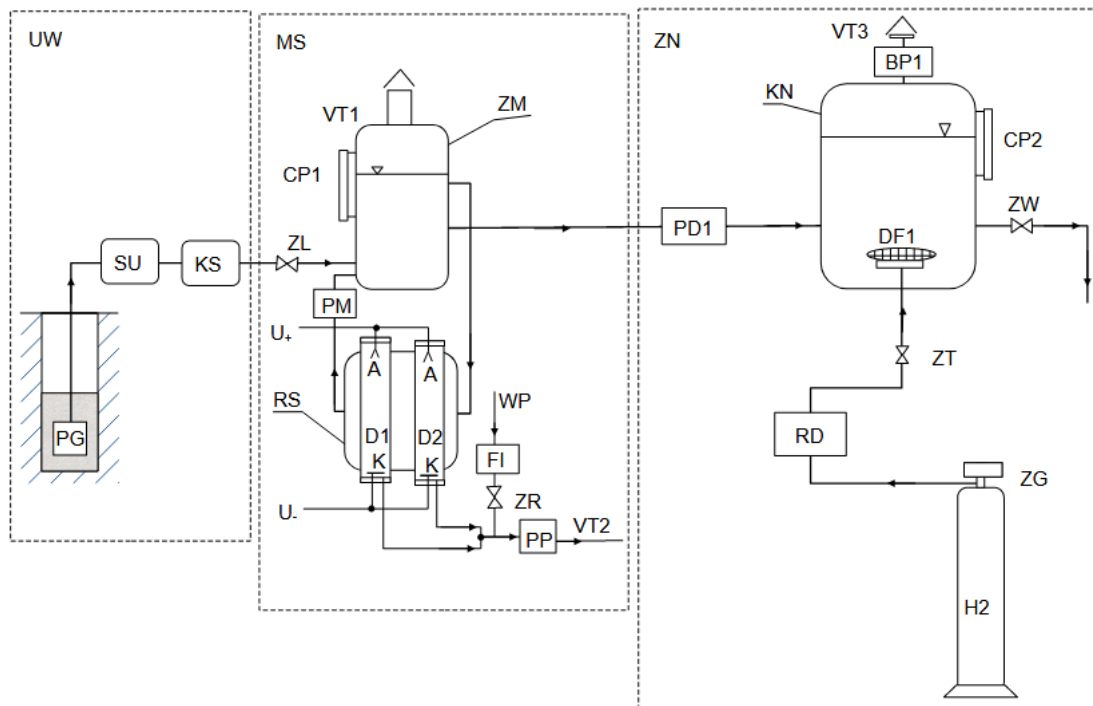 UW
SU
KS
PG
MS
VT1
ZM
CP1
ZL
PM
U+
A
A
RS
D1
D2
K
K
U-
WP
FI
ZR
PP
VT2
ZN
VT3
BP1
KN
CP2
PD1
DF1
ZW
ZT
RD
ZG
H2